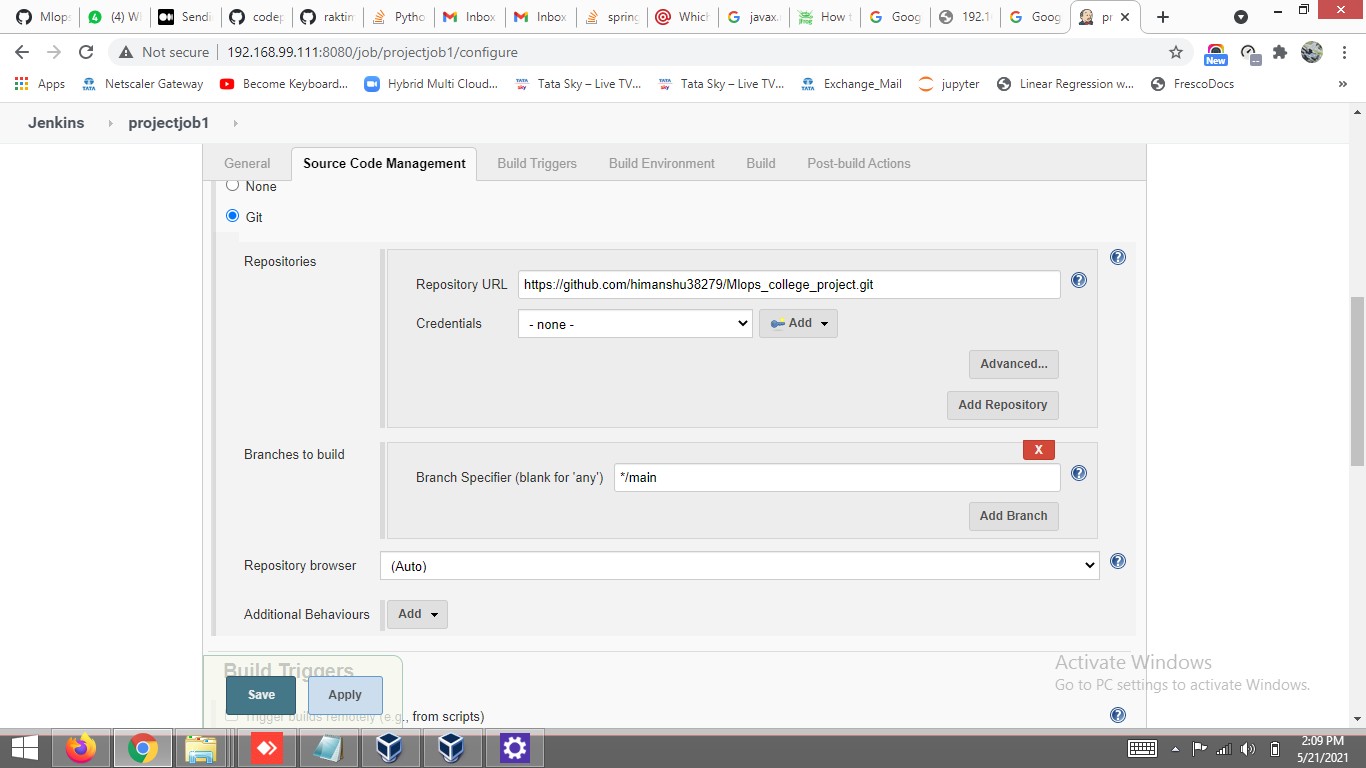 Mlops
(4) W
Sendi
codep
raktim
Pytho
Inbox
Inbox
spring
Which
javax.
How t
Goog
192.1
Goog
pr
Not secure 192.168.99.111:8080/job/projectjob1/configure
New
Apps Netscaler Gateway Become Keyboard... Hybrid Multi Cloud... Tata Sky – Live TV... Tata Sky – Live TV... Exchange_Mail jupyter Linear Regression w... FrescoDocs »
Jenkins projectjob1
General Source Code Management Build Triggers Build Environment Build Post-build Actions
None
Git
Repositories
Repository URL https://github.com/himanshu38279/Mlops_college_project.git
Credentials - none - Add
Advanced...
Add Repository
Branches to build
X
Branch Specifier (blank for 'any') */main
Add Branch
Repository browser (Auto)
Additional Behaviours Add
Build Triggers
Save Apply
Trigger builds remotely (e.g., from scripts)
Activate Windows
Go to PC settings to activate Windows.
2:09 PM
5/21/2021